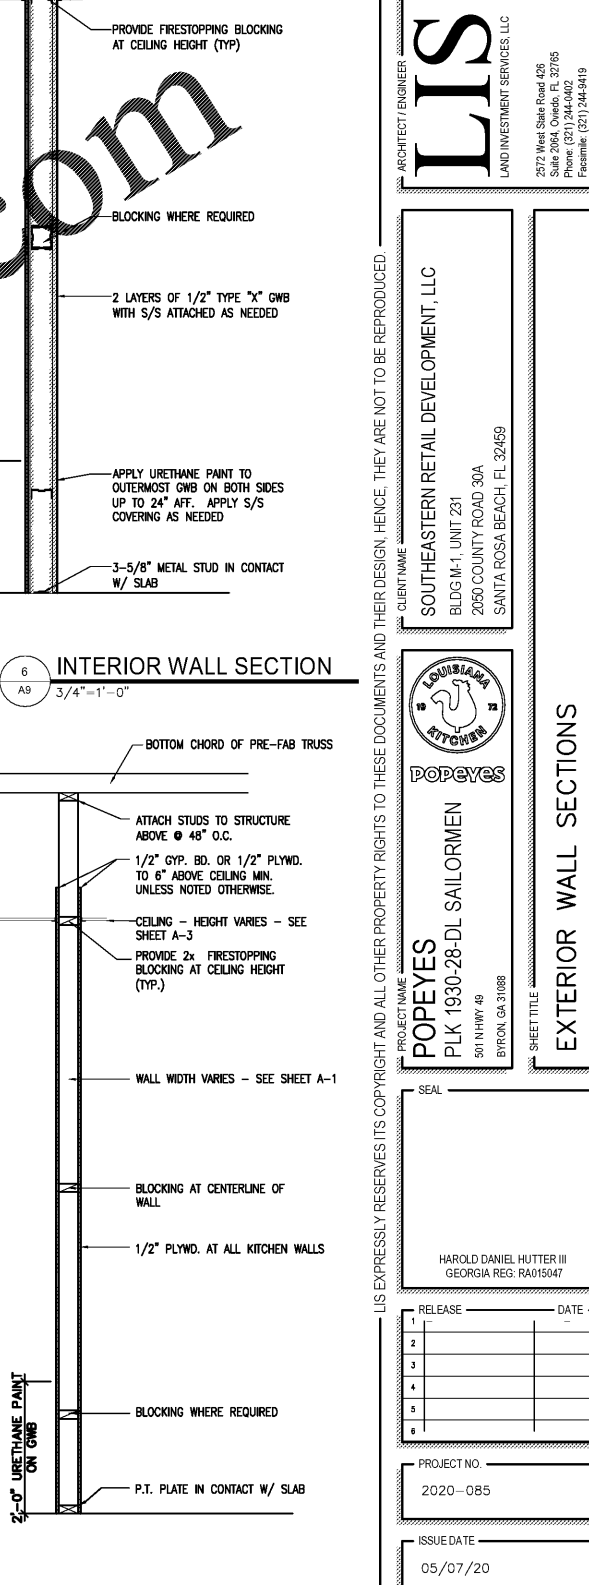 PROVIDE FIRESTOPPING BLOCKING
AT CEILING HEIGHT (TYP)
com
BLOCKING WHERE REQUIRED
2 LAYERS OF 1/2" TYPE "X" GWB
WITH S/S ATTACHED AS NEEDED
APPLY URETHANE PAINT TO
OUTERMOST GWB ON BOTH SIDES
UP TO 24" AFF. APPLY S/S
COVERING AS NEEDED
3-5/8" METAL STUD IN CONTACT
W/ SLAB
6
A9
INTERIOR WALL SECTION
3/4"=1'-0"
BOTTOM CHORD OF PRE-FAB TRUSS
ATTACH STUDS TO STRUCTURE
ABOVE @ 48" O.C.
1/2" GYP. BD. OR 1/2" PLYWD.
TO 6" ABOVE CEILING MIN.
UNLESS NOTED OTHERWISE.
CEILING - HEIGHT VARIES - SEE
SHEET A-3
PROVIDE 2x FIRESTOPPING
BLOCKING AT CEILING HEIGHT
(TYP.)
WALL WIDTH VARIES - SEE SHEET A-1
BLOCKING AT CENTERLINE OF
WALL
1/2" PLYWD. AT ALL KITCHEN WALLS
BLOCKING WHERE REQUIRED
P.T. PLATE IN CONTACT W/ SLAB
2'-0" URETHANE PAINT
ON GWB
LIS EXPRESSLY RESERVES ITS COPYRIGHT AND ALL OTHER PROPERTY RIGHTS TO THESE DOCUMENTS AND THEIR DESIGN, HENCE, THEY ARE NOT TO BE REPRODUCED.
ARCHITECT / ENGINEER
LIS
LAND INVESTMENT SERVICES, LLC
2572 West State Road 426
Suite 2064, Oviedo, FL 32765
Phone: (321) 244-0402
Facsimile: (321) 244-9419
CLIENT NAME
SOUTHEASTERN RETAIL DEVELOPMENT, LLC
BLDG M-1, UNIT 231
2050 COUNTY ROAD 30A
SANTA ROSA BEACH, FL 32459
LOUISIANA
19 72
KITCHEN
POPEYES
PROJECT NAME
POPEYES
PLK 1930-28-DL SAILORMEN
501 N HWY 49
BYRON, GA 31088
SHEET TITLE
EXTERIOR WALL SECTIONS
SEAL
HAROLD DANIEL HUTTER III
GEORGIA REG: RA015047
RELEASE DATE
1 - -
2
3
4
5
6
PROJECT NO.
2020-085
ISSUE DATE
05/07/20